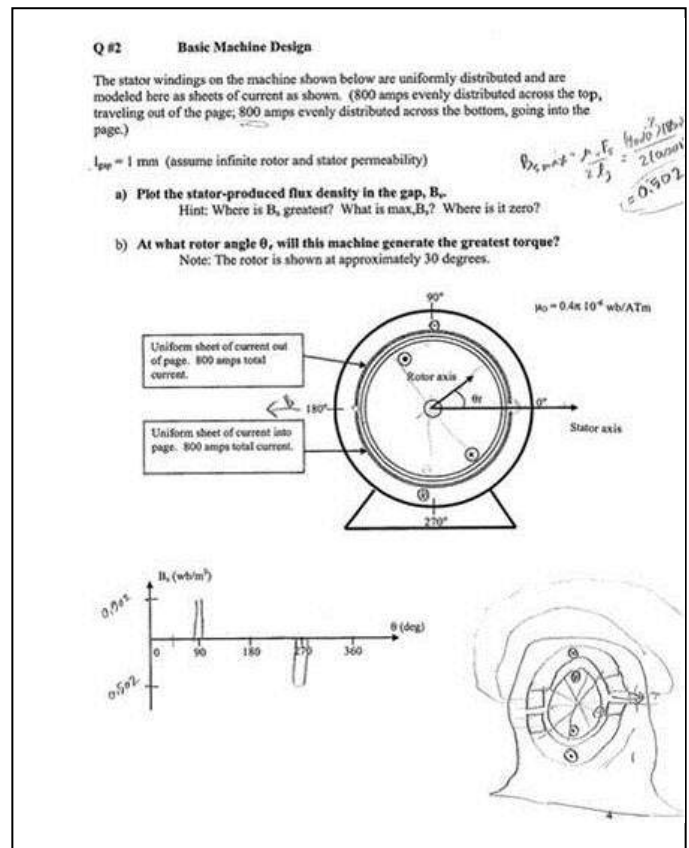 Q #2 Basic Machine Design
The stator windings on the machine shown below are uniformly distributed and are
modeled here as sheets of current as shown. (800 amps evenly distributed across the top,
traveling out of the page; 800 amps evenly distributed across the bottom, going into the
page.)
lgap = 1 mm (assume infinite rotor and stator permeability)
= 0.502
a) Plot the stator-produced flux density in the gap, Bs.
Hint: Where is Bs greatest? What is max,Bs? Where is it zero?
b) At what rotor angle θ, will this machine generate the greatest torque?
Note: The rotor is shown at approximately 30 degrees.
90°
Uniform sheet of current out
of page. 800 amps total
current.
Rotor axis
θr
B
180°
0°
Stator axis
Uniform sheet of current into
page. 800 amps total current.
270°
Bs (wb/m²)
0.502
θ (deg)
0 90 180 270 360
0.502